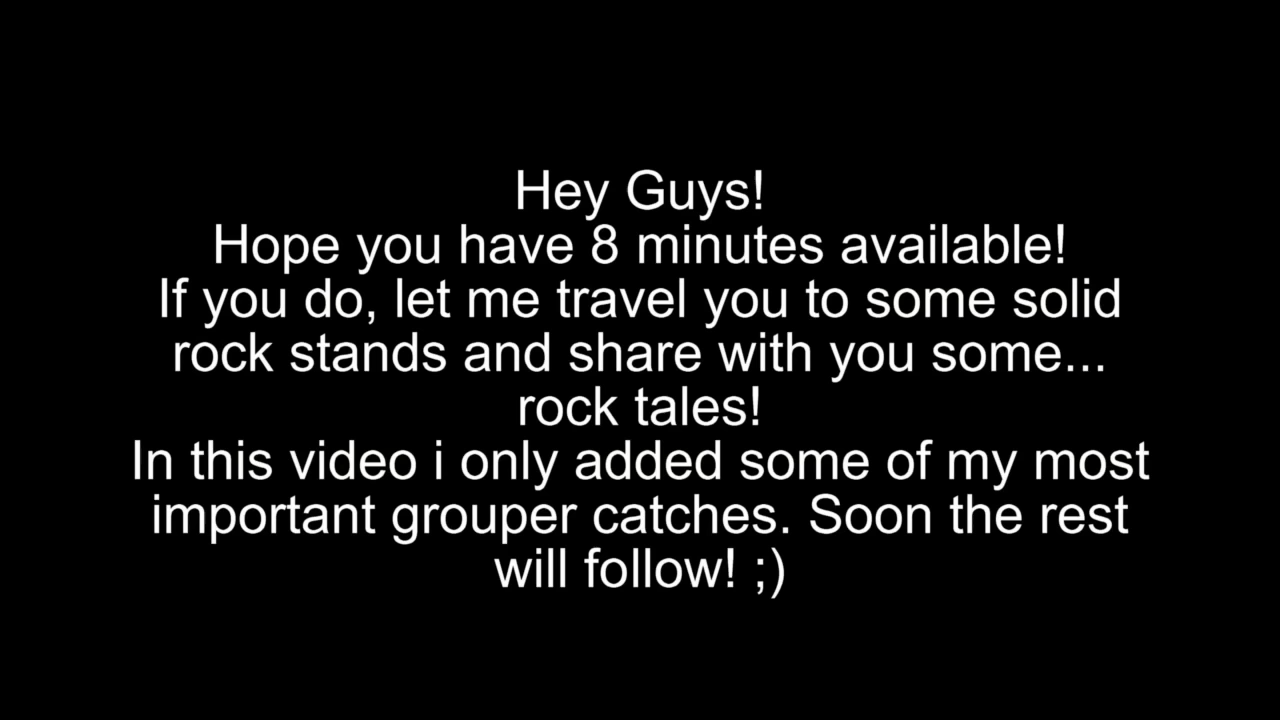 Hey Guys!
Hope you have 8 minutes available!
If you do, let me travel you to some solid
rock stands and share with you some...
rock tales!
In this video i only added some of my most
important grouper catches. Soon the rest
will follow! ;)